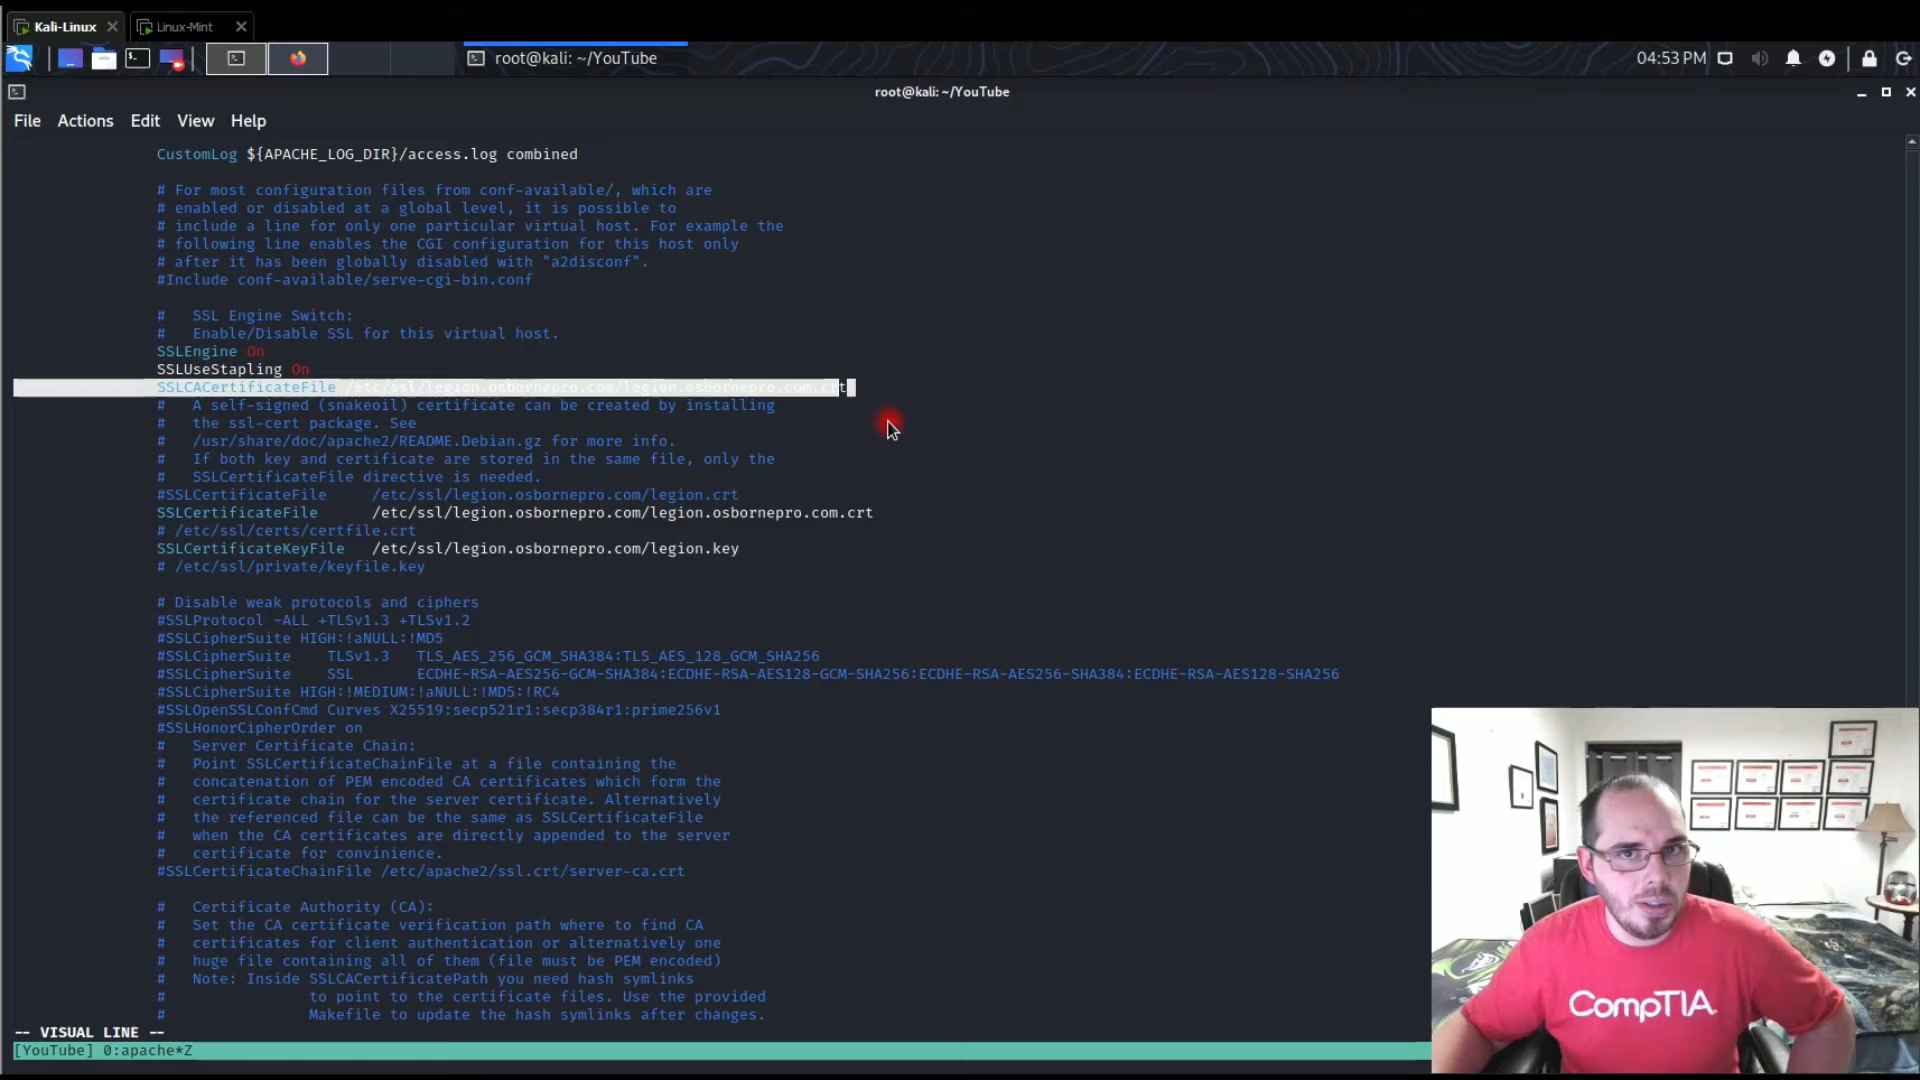 Kali-Linux
Linux-Mint
root@kali: ~/YouTube
04:53 PM
root@kali: ~/YouTube
File Actions Edit View Help
CustomLog ${APACHE_LOG_DIR}/access.log combined
# For most configuration files from conf-available/, which are
# enabled or disabled at a global level, it is possible to
# include a line for only one particular virtual host. For example the
# following line enables the CGI configuration for this host only
# after it has been globally disabled with "a2disconf".
#Include conf-available/serve-cgi-bin.conf
# SSL Engine Switch:
# Enable/Disable SSL for this virtual host.
SSLEngine On
SSLUseStapling On
SSLCACertificateFile /etc/ssl/legion.osbornepro.com/legion.osbornepro.com.crt
# A self-signed (snakeoil) certificate can be created by installing
# the ssl-cert package. See
# /usr/share/doc/apache2/README.Debian.gz for more info.
# If both key and certificate are stored in the same file, only the
# SSLCertificateFile directive is needed.
#SSLCertificateFile /etc/ssl/legion.osbornepro.com/legion.crt
SSLCertificateFile /etc/ssl/legion.osbornepro.com/legion.osbornepro.com.crt
# /etc/ssl/certs/certfile.crt
SSLCertificateKeyFile /etc/ssl/legion.osbornepro.com/legion.key
# /etc/ssl/private/keyfile.key
# Disable weak protocols and ciphers
#SSLProtocol -ALL +TLSv1.3 +TLSv1.2
#SSLCipherSuite HIGH:!aNULL:!MD5
#SSLCipherSuite TLSv1.3 TLS_AES_256_GCM_SHA384:TLS_AES_128_GCM_SHA256
#SSLCipherSuite SSL ECDHE-RSA-AES256-GCM-SHA384:ECDHE-RSA-AES128-GCM-SHA256:ECDHE-RSA-AES256-SHA384:ECDHE-RSA-AES128-SHA256
#SSLCipherSuite HIGH:!MEDIUM:!aNULL:!MD5:!RC4
#SSLOpenSSLConfCmd Curves X25519:secp521r1:secp384r1:prime256v1
#SSLHonorCipherOrder on
# Server Certificate Chain:
# Point SSLCertificateChainFile at a file containing the
# concatenation of PEM encoded CA certificates which form the
# certificate chain for the server certificate. Alternatively
# the referenced file can be the same as SSLCertificateFile
# when the CA certificates are directly appended to the server
# certificate for convinience.
#SSLCertificateChainFile /etc/apache2/ssl.crt/server-ca.crt
# Certificate Authority (CA):
# Set the CA certificate verification path where to find CA
# certificates for client authentication or alternatively one
# huge file containing all of them (file must be PEM encoded)
# Note: Inside SSLCACertificatePath you need hash symlinks
# to point to the certificate files. Use the provided
# Makefile to update the hash symlinks after changes.
-- VISUAL LINE --
[YouTube] 0:apache*Z
CompTIA.